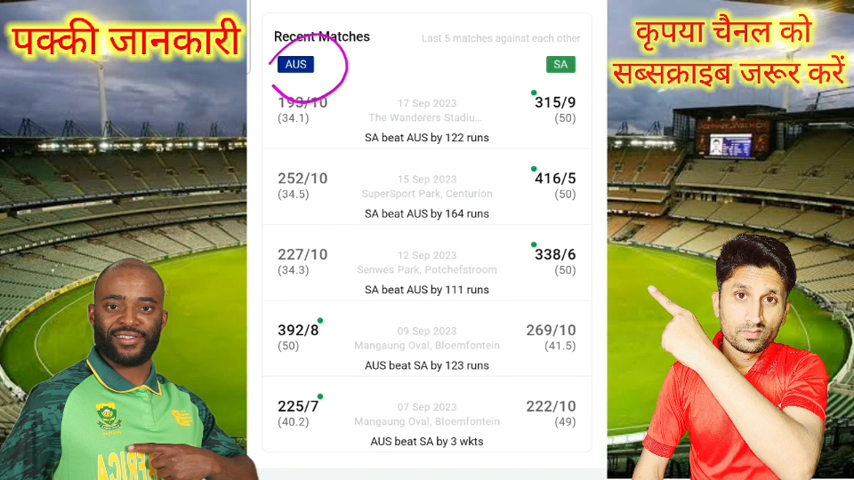 पक्की जानकारी
कृपया चैनल को
सब्सक्राइब जरूर करें
Recent Matches
Last 5 matches against each other
AUS
SA
193/10
17 Sep 2023
315/9
(34.1)
The Wanderers Stadiu...
(50)
SA beat AUS by 122 runs
252/10
15 Sep 2023
416/5
(34.5)
SuperSport Park, Centurion
(50)
SA beat AUS by 164 runs
227/10
12 Sep 2023
338/6
(34.3)
Senwes Park, Potchefstroom
(50)
SA beat AUS by 111 runs
392/8
09 Sep 2023
269/10
(50)
Mangaung Oval, Bloemfontein
(41.5)
AUS beat SA by 123 runs
225/7
07 Sep 2023
222/10
(40.2)
Mangaung Oval, Bloemfontein
(49)
AUS beat SA by 3 wkts